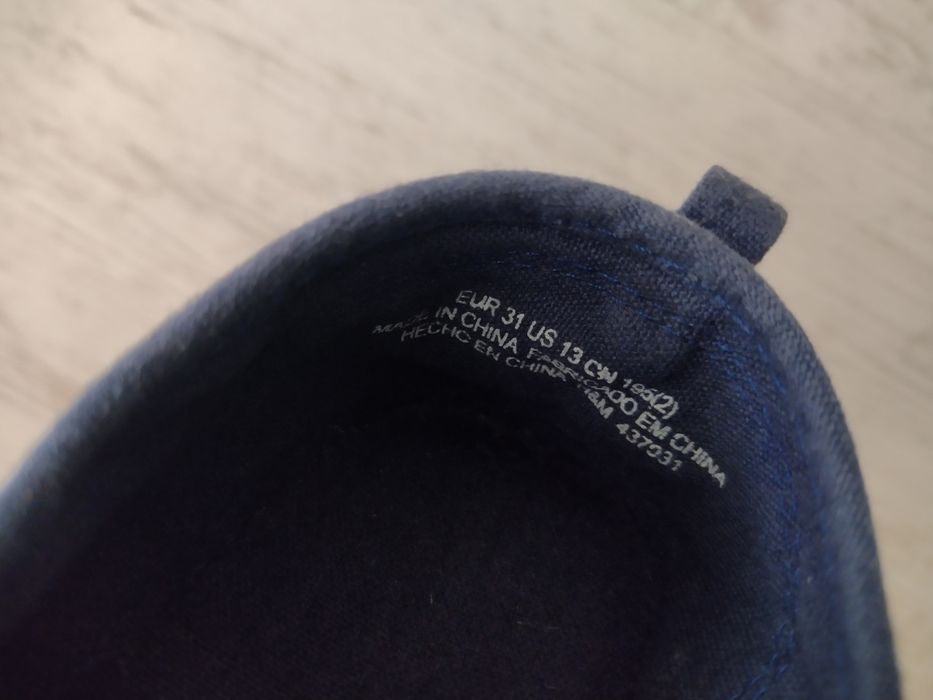 EUR 31 US 13 CN 195(2)
MADE IN CHINA FABRICADO EM CHINA
HECHO EN CHINA H&M 437031